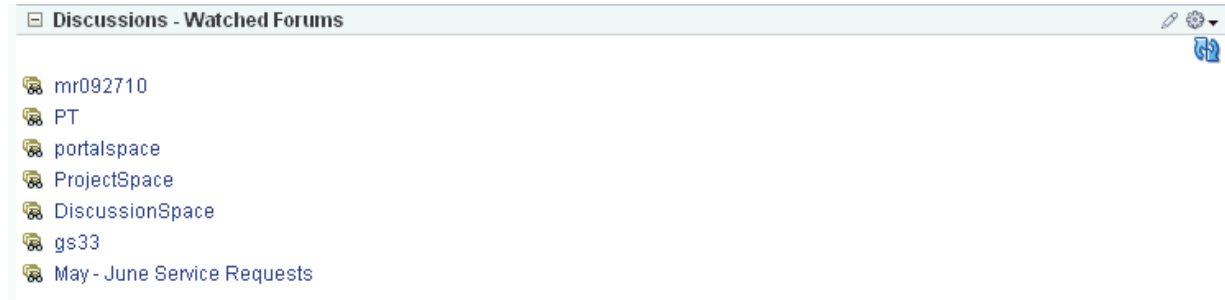 Discussions - Watched Forums
mr092710
PT
portalspace
ProjectSpace
DiscussionSpace
gs33
May - June Service Requests